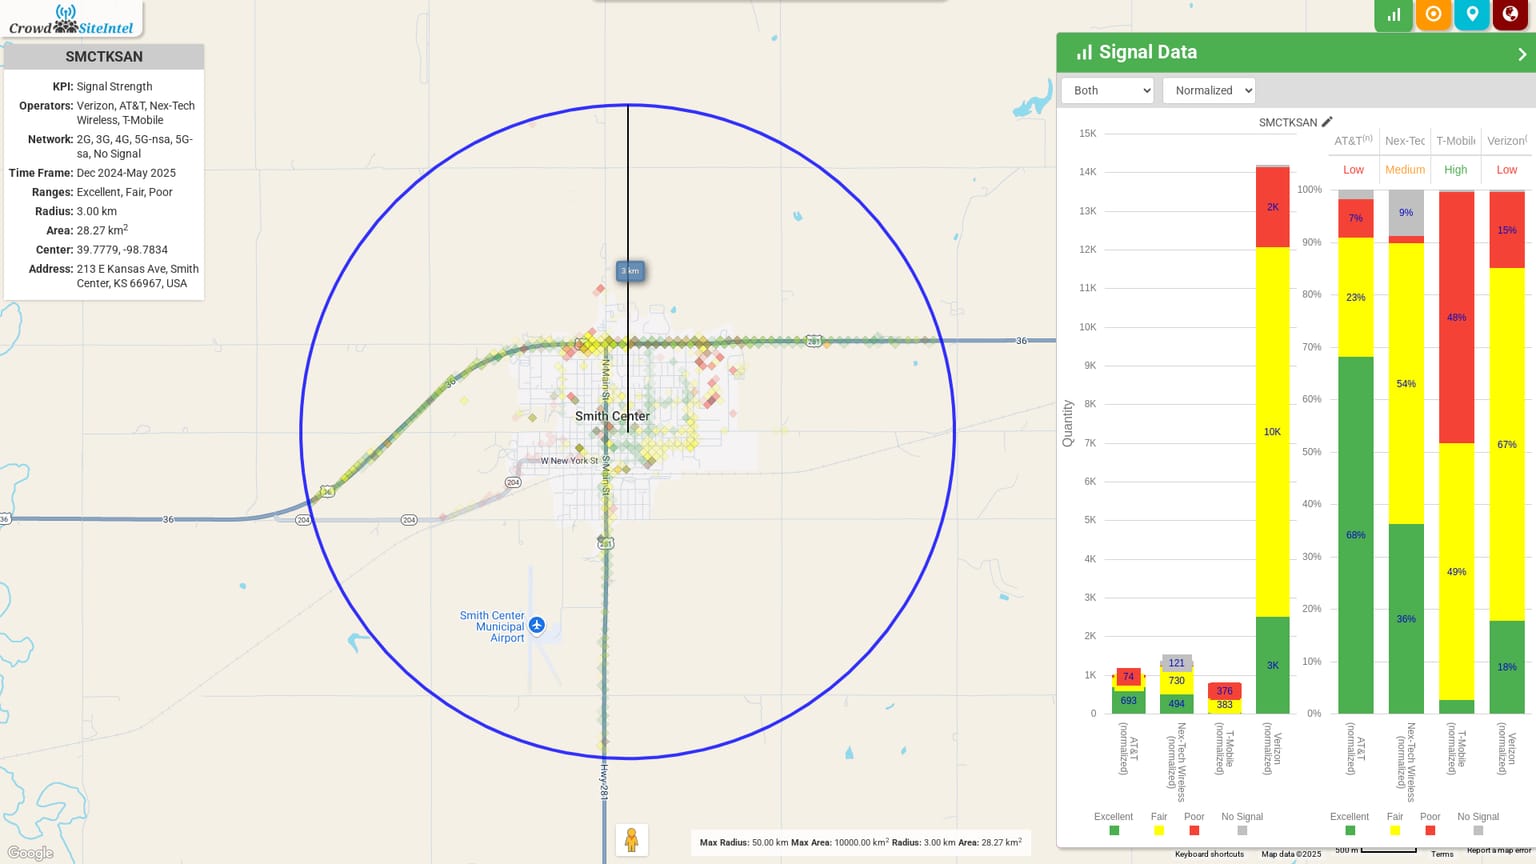 Crowd SiteIntel
SMCTKSAN
KPI: Signal Strength
Operators: Verizon, AT&T, Nex-Tech
Wireless, T-Mobile
Network: 2G, 3G, 4G, 5G-nsa, 5G-
sa, No Signal
Time Frame: Dec 2024-May 2025
Ranges: Excellent, Fair, Poor
Radius: 3.00 km
Area: 28.27 km2
Center: 39.7779, -98.7834
Address: 213 E Kansas Ave, Smith
Center, KS 66967, USA
3 km
281
36
36
N Main St
Smith Center
W New York St
S Main St
204
36
36
36
204
204
281
Smith Center
Municipal
Airport
Hwy 281
Google
Max Radius: 50.00 km Max Area: 10000.00 km2 Radius: 3.00 km Area: 28.27 km2
Signal Data
Both
Normalized
SMCTKSAN
15K
14K
13K
12K
11K
10K
9K
8K
7K
6K
5K
4K
3K
2K
1K
0
Quantity
74
693
121
730
494
376
383
2K
10K
3K
AT&T
(normalized)
Nex-Tech Wireless
(normalized)
T-Mobile
(normalized)
Verizon
(normalized)
Excellent Fair Poor No Signal
AT&T(n) Nex-Tec T-Mobile Verizon(
Low Medium High Low
100%
90%
80%
70%
60%
50%
40%
30%
20%
10%
0%
7%
23%
68%
9%
54%
36%
48%
49%
15%
67%
18%
AT&T
(normalized)
Nex-Tech Wireless
(normalized)
T-Mobile
(normalized)
Verizon
(normalized)
Excellent Fair Poor No Signal
Keyboard shortcuts Map data ©2025 500 m Terms Report a map error